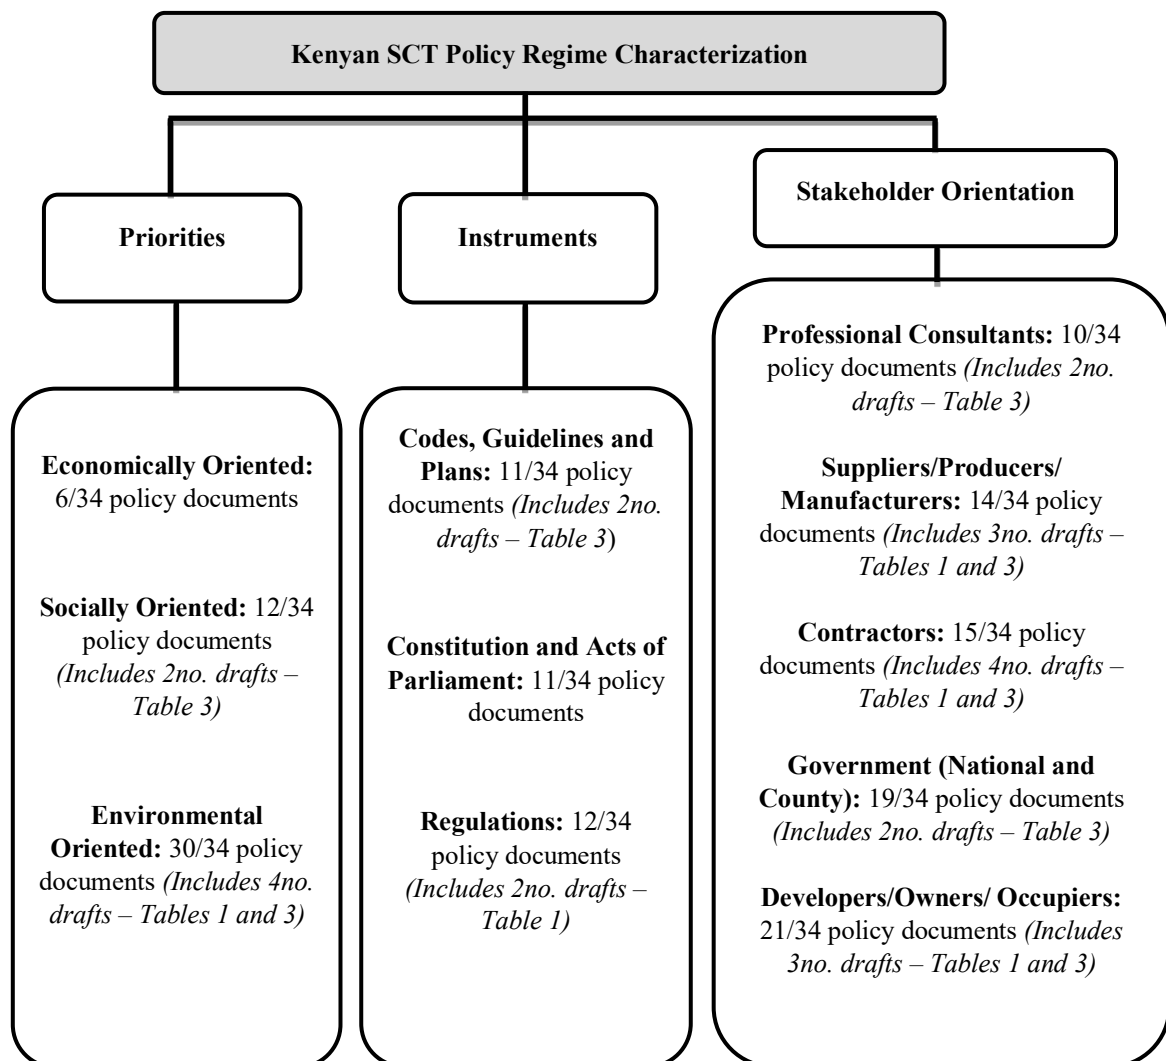 Kenyan SCT Policy Regime Characterization
Priorities
Instruments
Stakeholder Orientation
Economically Oriented:
6/34 policy documents
Socially Oriented: 12/34
policy documents
(Includes 2no. drafts –
Table 3)
Environmental
Oriented: 30/34 policy
documents (Includes 4no.
drafts – Tables 1 and 3)
Codes, Guidelines and
Plans: 11/34 policy
documents (Includes 2no.
drafts – Table 3)
Constitution and Acts of
Parliament: 11/34 policy
documents
Regulations: 12/34
policy documents
(Includes 2no. drafts –
Table 1)
Professional Consultants: 10/34
policy documents (Includes 2no.
drafts – Table 3)
Suppliers/Producers/
Manufacturers: 14/34 policy
documents (Includes 3no. drafts –
Tables 1 and 3)
Contractors: 15/34 policy
documents (Includes 4no. drafts –
Tables 1 and 3)
Government (National and
County): 19/34 policy documents
(Includes 2no. drafts – Table 3)
Developers/Owners/ Occupiers:
21/34 policy documents (Includes
3no. drafts – Tables 1 and 3)